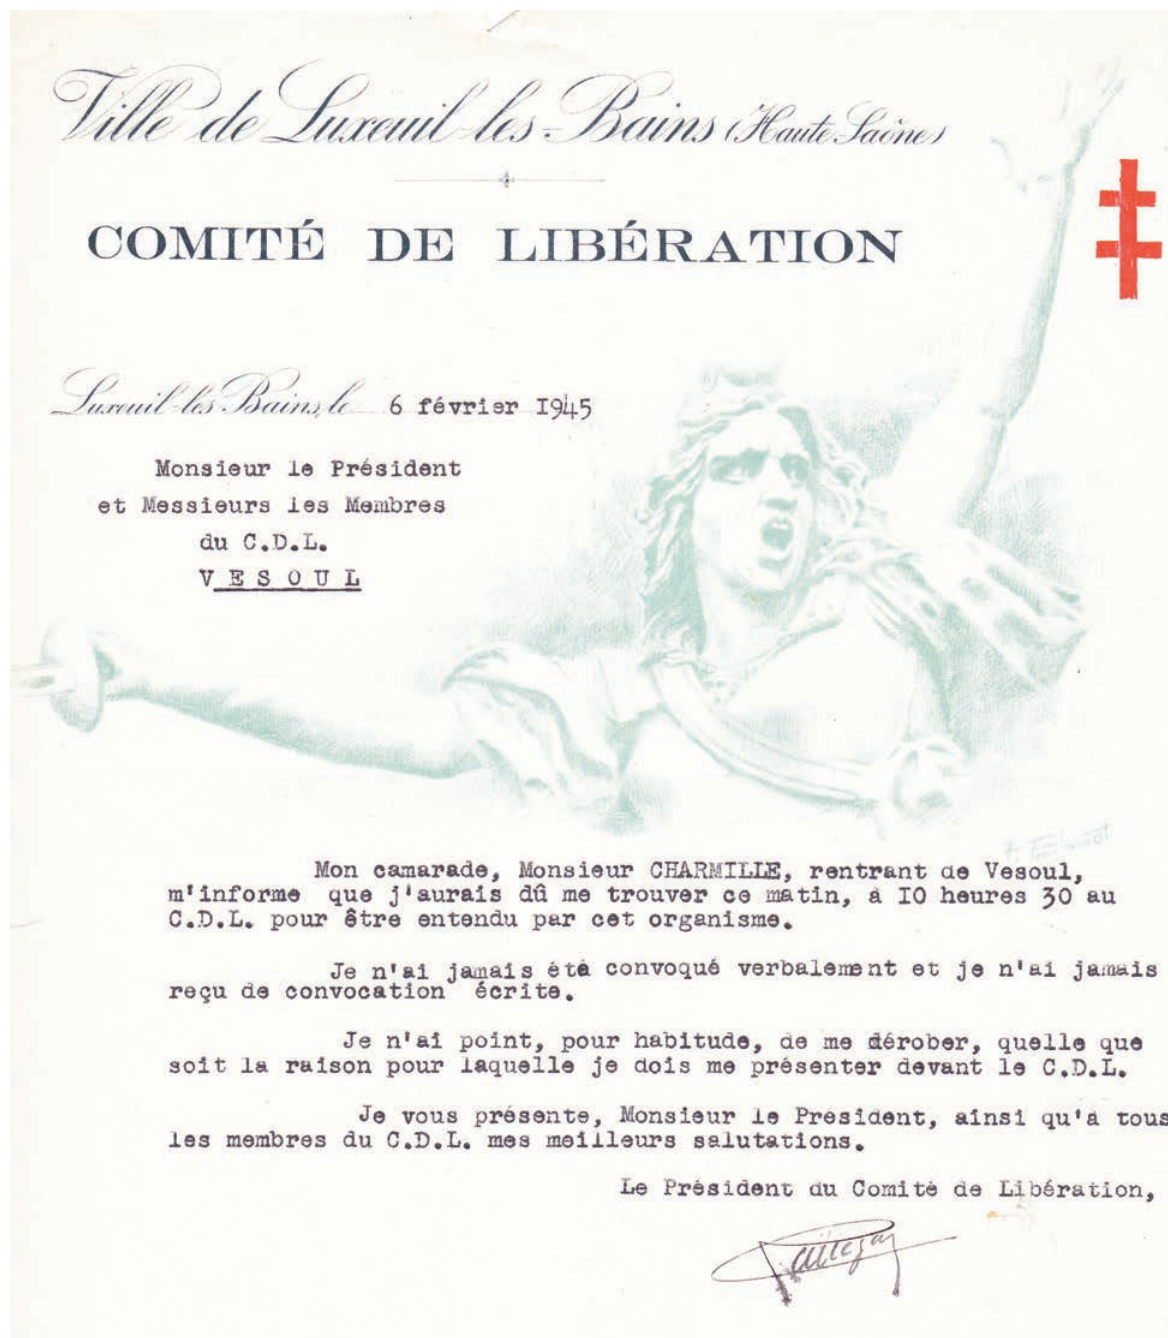 Ville de Luxeuil-les-Bains (Haute-Saône)
COMITÉ DE LIBÉRATION
Luxeuil-les-Bains, le 6 février 1945
Monsieur le Président
et Messieurs les Membres
du C.D.L.
VESOUL
Mon camarade, Monsieur CHARMILLE, rentrant de Vesoul,
m'informe que j'aurais dû me trouver ce matin, à 10 heures 30 au
C.D.L. pour être entendu par cet organisme.
Je n'ai jamais été convoqué verbalement et je n'ai jamais
reçu de convocation écrite.
Je n'ai point, pour habitude, de me dérober, quelle que
soit la raison pour laquelle je dois me présenter devant le C.D.L.
Je vous présente, Monsieur le Président, ainsi qu'à tous
les membres du C.D.L. mes meilleurs salutations.
Le Président du Comité de Libération,